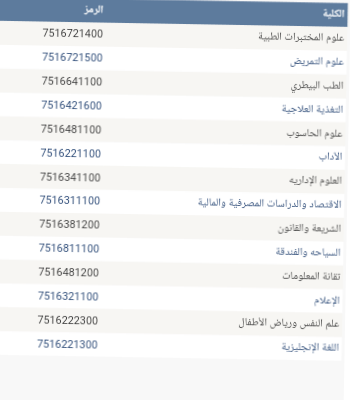 الكلية الرمز
علوم المختبرات الطبية 7516721400
علوم التمريض 7516721500
الطب البيطري 7516641100
التغذية العلاجية 7516421600
علوم الحاسوب 7516481100
الآداب 7516221100
العلوم الإداريه 7516341100
الاقتصاد والدراسات المصرفية والمالية 7516311100
الشريعة والقانون 7516381200
السياحه والفندقة 7516811100
تقانة المعلومات 7516481200
الإعلام 7516321100
علم النفس ورياض الأطفال 7516222300
اللغة الإنجليزية 7516221300